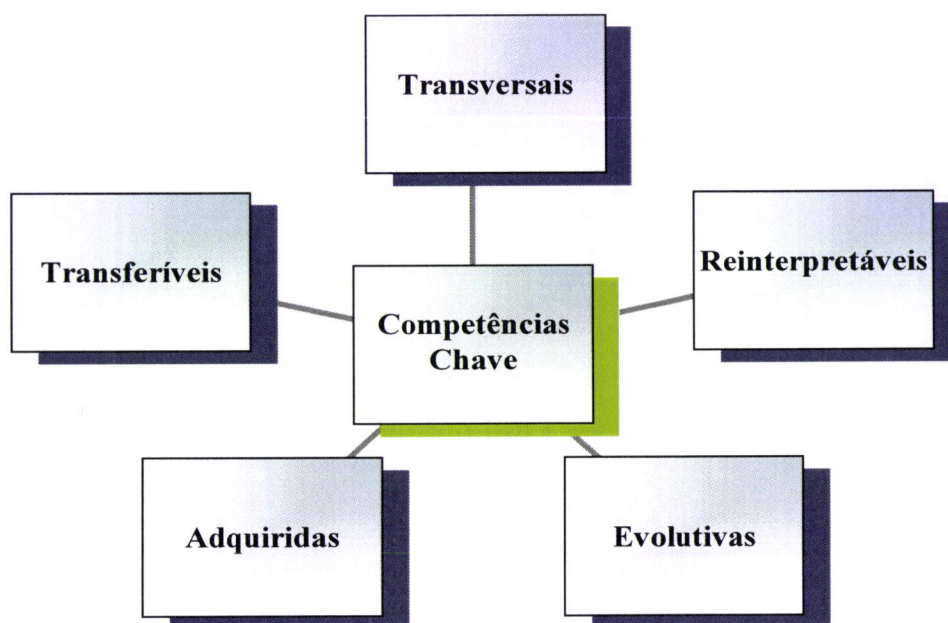 Transversais
Transferíveis
Reinterpretáveis
Competências
Chave
Adquiridas
Evolutivas